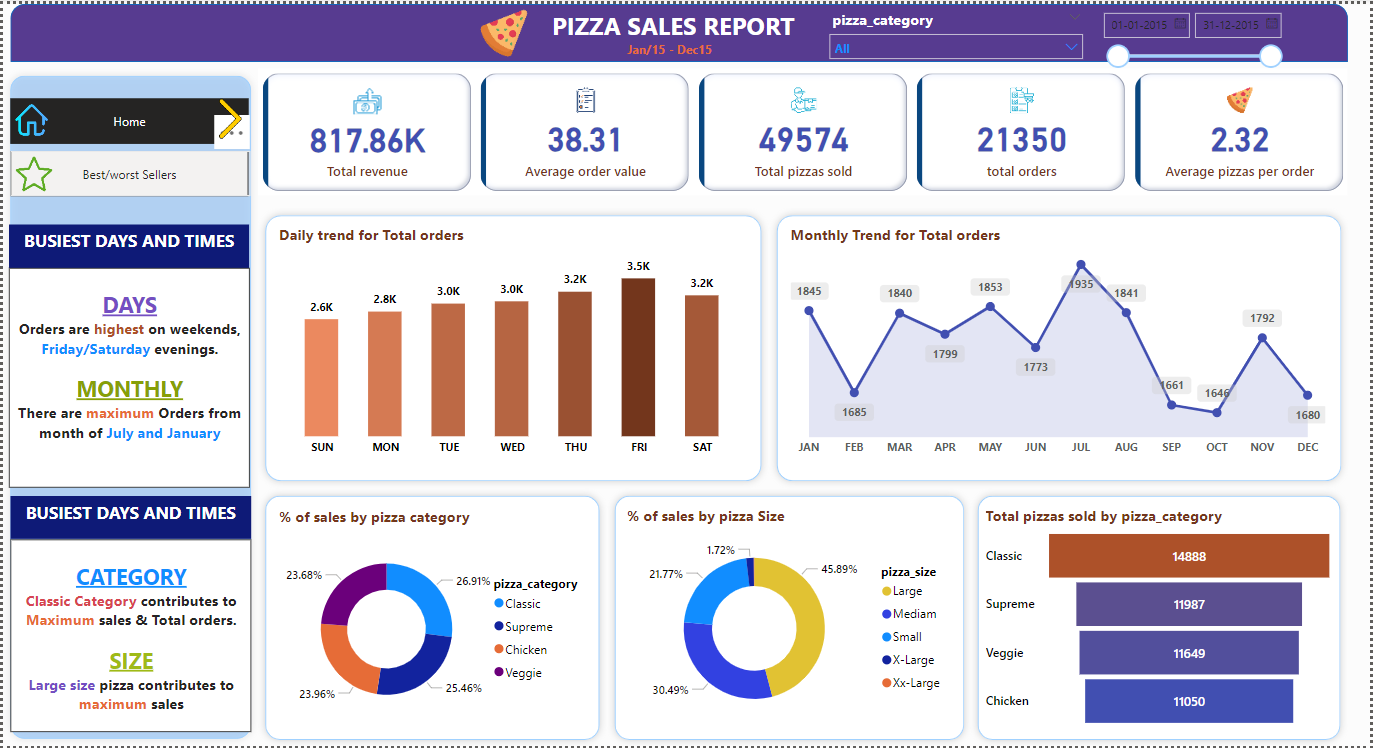 PIZZA SALES REPORT
Jan/15 - Dec15
pizza_category
All
01-01-2015
31-12-2015
Home
Best/worst Sellers
817.86K
Total revenue
38.31
Average order value
49574
Total pizzas sold
21350
total orders
2.32
Average pizzas per order
BUSIEST DAYS AND TIMES
DAYS
Orders are highest on weekends,
Friday/Saturday evenings.
MONTHLY
There are maximum Orders from
month of July and January
Daily trend for Total orders
2.6K
2.8K
3.0K
3.0K
3.2K
3.5K
3.2K
SUN MON TUE WED THU FRI SAT
Monthly Trend for Total orders
1845
1685
1840
1799
1853
1773
1935
1841
1661
1646
1792
1680
JAN FEB MAR APR MAY JUN JUL AUG SEP OCT NOV DEC
BUSIEST DAYS AND TIMES
CATEGORY
Classic Category contributes to
Maximum sales & Total orders.
SIZE
Large size pizza contributes to
maximum sales
% of sales by pizza category
23.68%
26.91%
23.96%
25.46%
pizza_category
Classic
Supreme
Chicken
Veggie
% of sales by pizza Size
1.72%
21.77%
45.89%
30.49%
pizza_size
Large
Mediam
Small
X-Large
Xx-Large
Total pizzas sold by pizza_category
Classic 14888
Supreme 11987
Veggie 11649
Chicken 11050